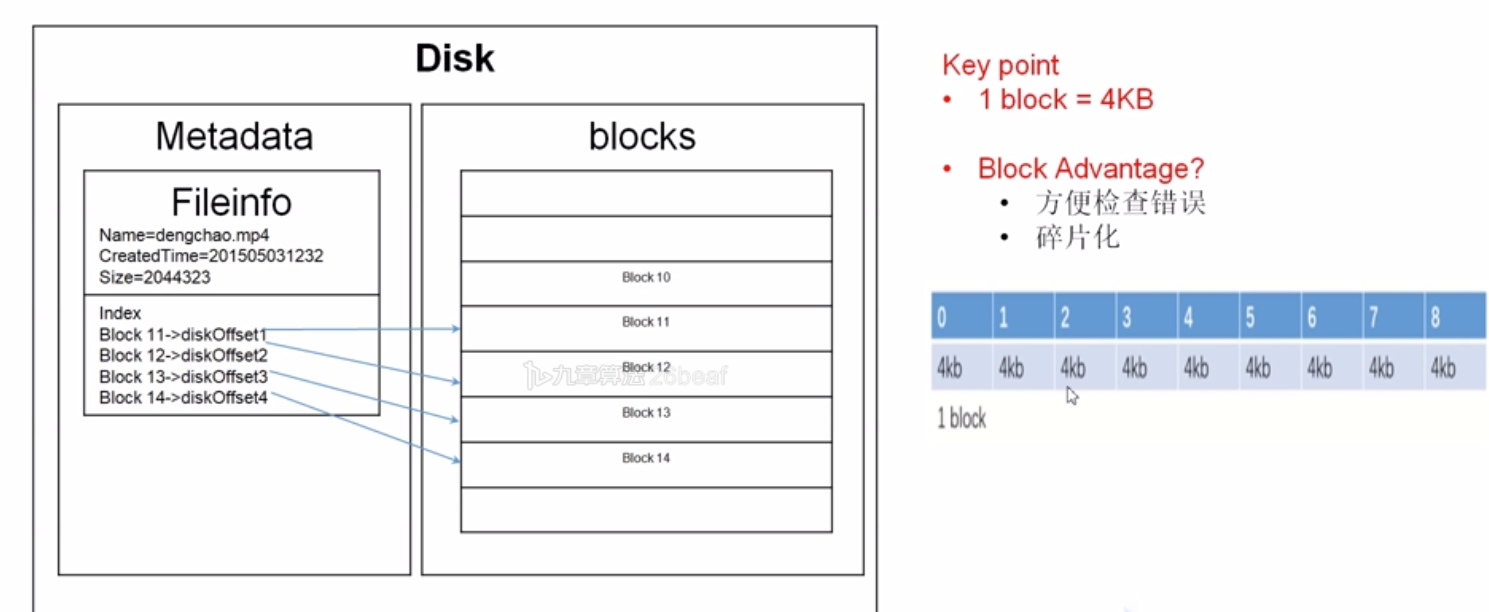 Disk
Metadata
Fileinfo
Name=dengchao.mp4
CreatedTime=201505031232
Size=2044323
Index
Block 11->diskOffset1
Block 12->diskOffset2
Block 13->diskOffset3
Block 14->diskOffset4
blocks
Block 10
Block 11
Block 12
九章算法 26beaf
Block 13
Block 14
Key point
• 1 block = 4KB
• Block Advantage?
• 方便检查错误
• 碎片化
0 1 2 3 4 5 6 7 8
4kb 4kb 4kb 4kb 4kb 4kb 4kb 4kb 4kb
1 block